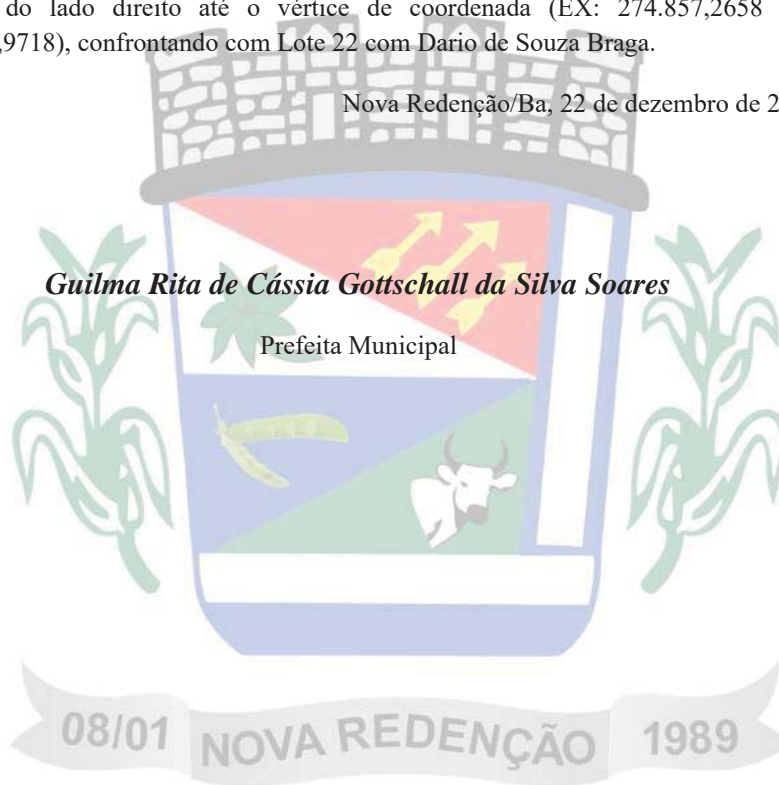 do lado direito até o vértice de coordenada (EX: 274.857,2658
,9718), confrontando com Lote 22 com Dario de Souza Braga.
Nova Redenção/Ba, 22 de dezembro de 2
Guilma Rita de Cássia Gottschall da Silva Soares
Prefeita Municipal
08/01 NOVA REDENÇÃO 1989